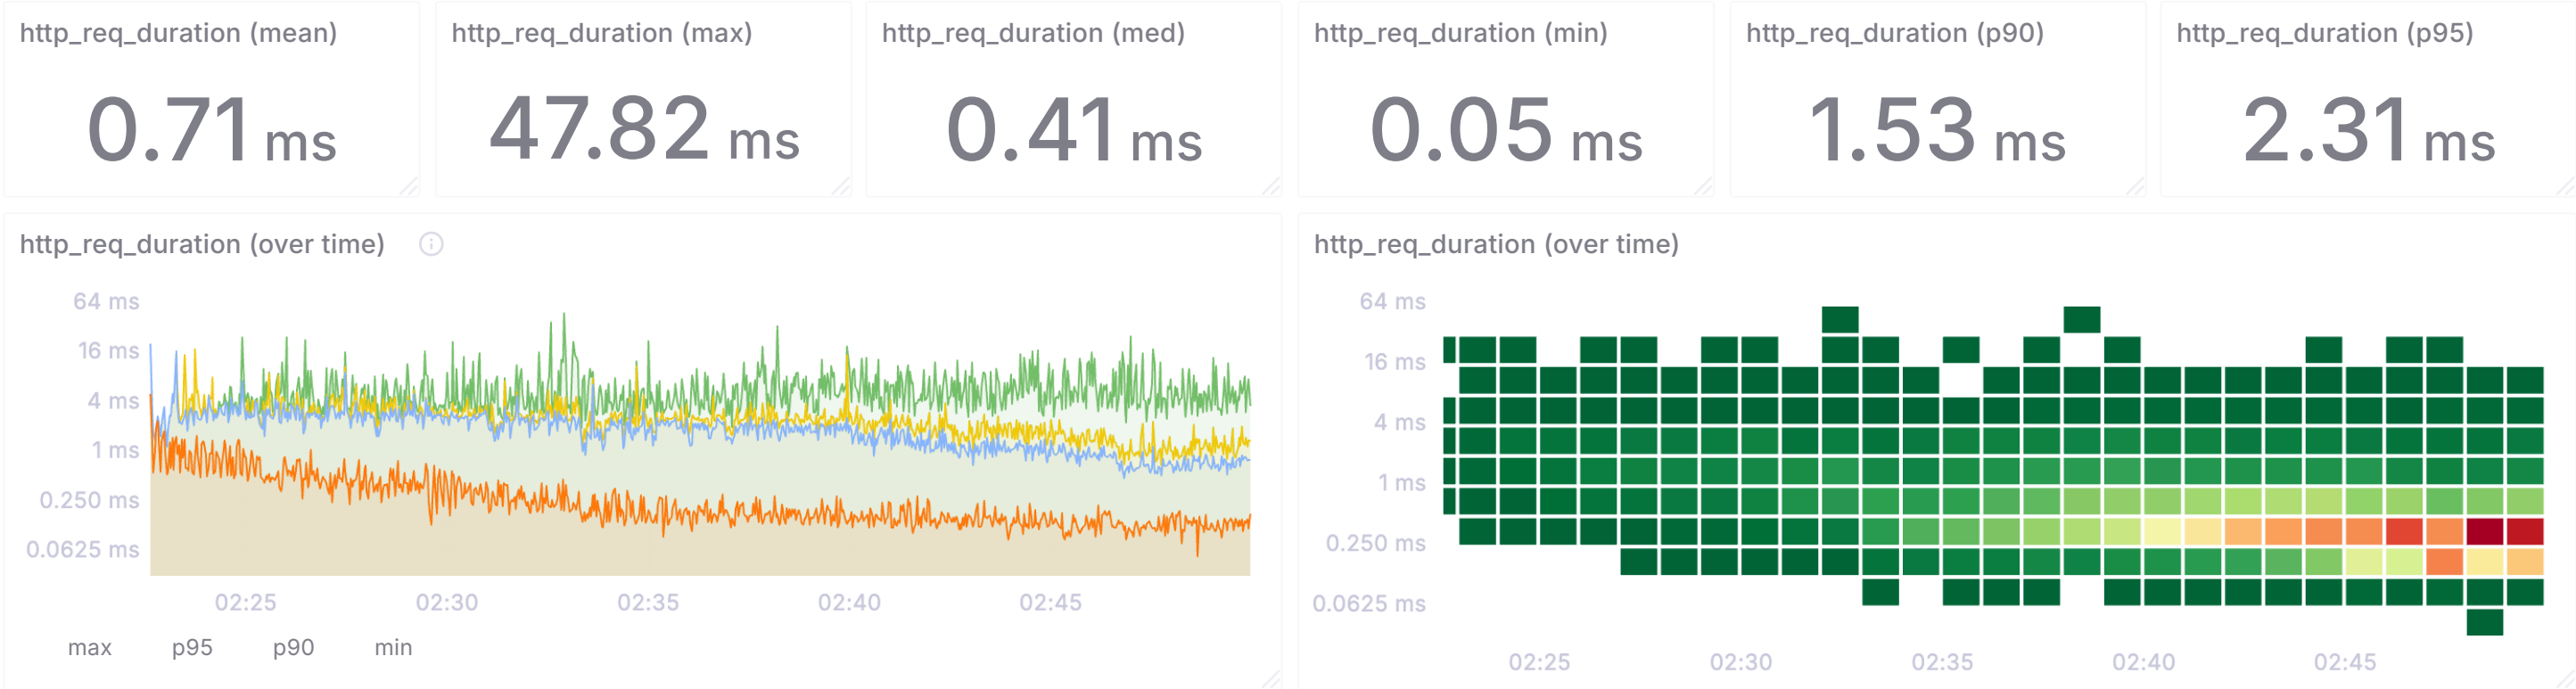 http_req_duration (mean)
0.71 ms
http_req_duration (max)
47.82 ms
http_req_duration (med)
0.41 ms
http_req_duration (min)
0.05 ms
http_req_duration (p90)
1.53 ms
http_req_duration (p95)
2.31 ms
http_req_duration (over time)
64 ms
16 ms
4 ms
1 ms
0.250 ms
0.0625 ms
02:25 02:30 02:35 02:40 02:45
max p95 p90 min
http_req_duration (over time)
64 ms
16 ms
4 ms
1 ms
0.250 ms
0.0625 ms
02:25 02:30 02:35 02:40 02:45